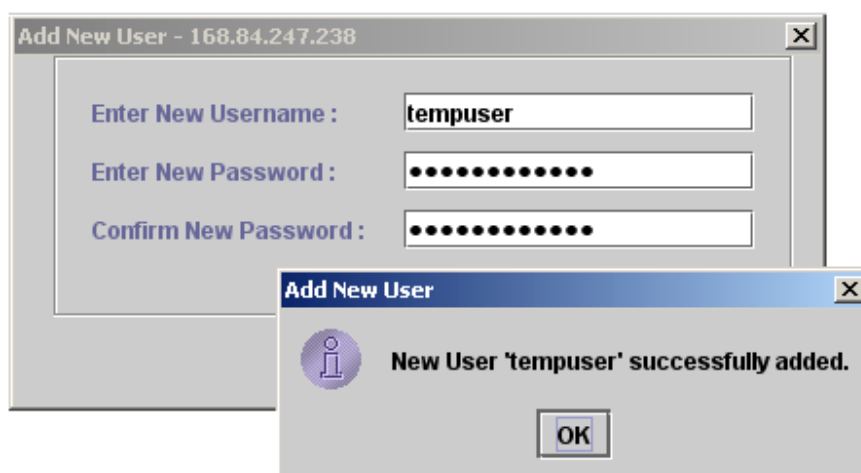 Add New User - 168.84.247.238
Enter New Username : tempuser
Enter New Password : ●●●●●●●●●●●●
Confirm New Password : ●●●●●●●●●●●●
Add New User
New User 'tempuser' successfully added.
OK